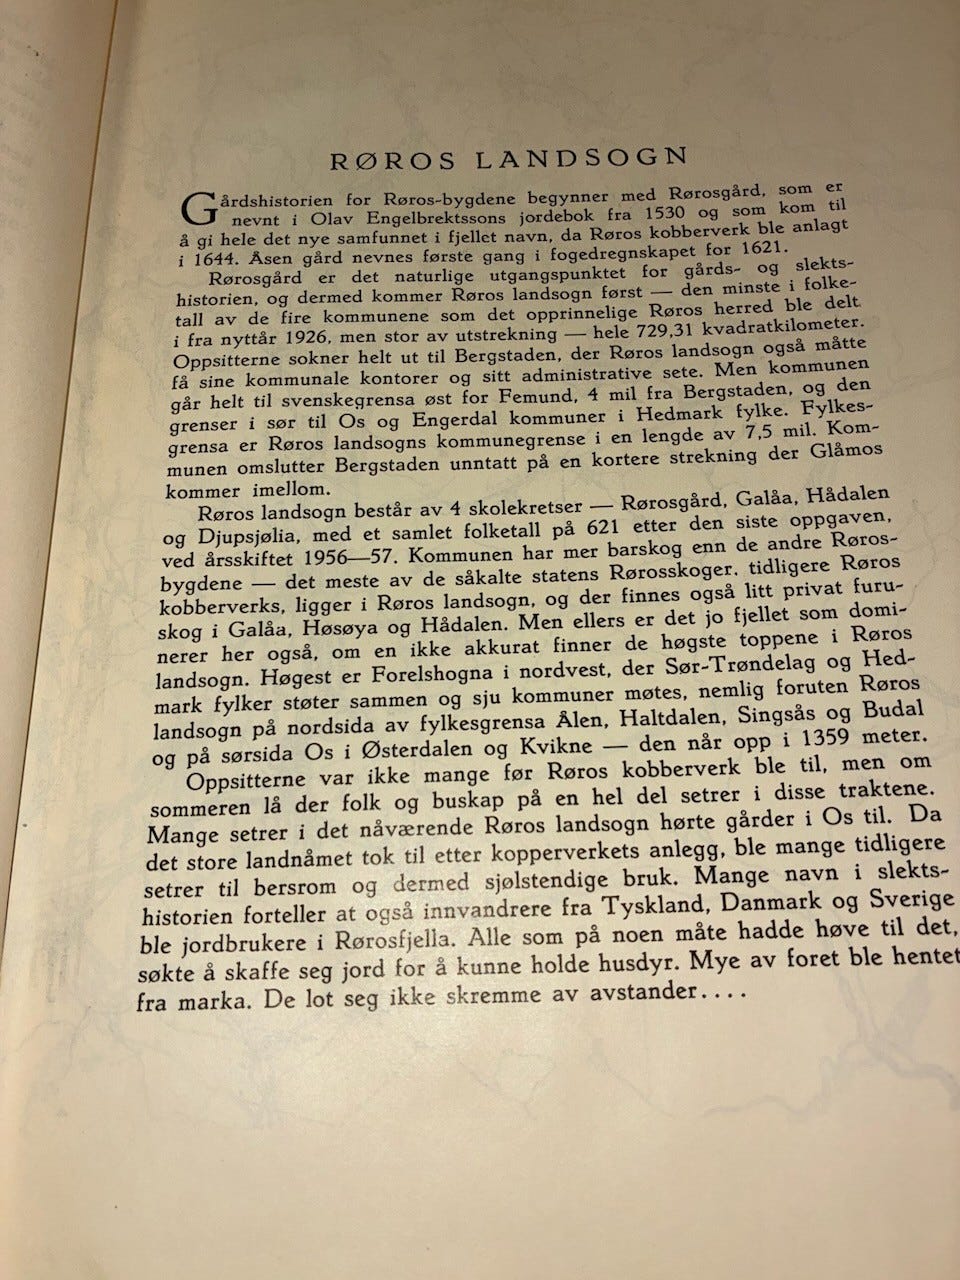 RØROS LANDSOGN
Gårdshistorien for Røros-bygdene begynner med Rørosgård, som er
nevnt i Olav Engelbrektssons jordebok fra 1530 og som kom til
å gi hele det nye samfunnet i fjellet navn, da Røros kobberverk ble anlagt
i 1644. Åsen gård nevnes første gang i fogedregnskapet for 1621.
Rørosgård er det naturlige utgangspunktet for gårds- og slekts-
historien, og dermed kommer Røros landsogn først — den minste i folke-
tall av de fire kommunene som det opprinnelige Røros herred ble delt
i fra nyttår 1926, men stor av utstrekning — hele 729,31 kvadratkilometer.
Oppsitterne sokner helt ut til Bergstaden, der Røros landsogn også måtte
få sine kommunale kontorer og sitt administrative sete. Men kommunen
går helt til svenskegrensa øst for Femund, 4 mil fra Bergstaden, og den
grenser i sør til Os og Engerdal kommuner i Hedmark fylke. Fylkes-
grensa er Røros landsogns kommunegrense i en lengde av 7,5 mil. Kom-
munen omslutter Bergstaden unntatt på en kortere strekning der Glåmos
kommer imellom.
Røros landsogn består av 4 skolekretser — Rørosgård, Galåa, Hådalen
og Djupsjølia, med et samlet folketall på 621 etter den siste oppgaven,
ved årsskiftet 1956—57. Kommunen har mer barskog enn de andre Røros-
bygdene — det meste av de såkalte statens Rørosskoger, tidligere Røros
kobberverks, ligger i Røros landsogn, og der finnes også litt privat furu-
skog i Galåa, Høsøya og Hådalen. Men ellers er det jo fjellet som domi-
nerer her også, om en ikke akkurat finner de høgste toppene i Røros
landsogn. Høgest er Forelshogna i nordvest, der Sør-Trøndelag og Hed-
mark fylker støter sammen og sju kommuner møtes, nemlig foruten Røros
landsogn på nordsida av fylkesgrensa Ålen, Haltdalen, Singsås og Budal
og på sørsida Os i Østerdalen og Kvikne — den når opp i 1359 meter.
Oppsitterne var ikke mange før Røros kobberverk ble til, men om
sommeren lå der folk og buskap på en hel del setrer i disse traktene.
Mange setrer i det nåværende Røros landsogn hørte gårder i Os til. Da
det store landnåmet tok til etter kopperverkets anlegg, ble mange tidligere
setrer til bersrom og dermed sjølstendige bruk. Mange navn i slekts-
historien forteller at også innvandrere fra Tyskland, Danmark og Sverige
ble jordbrukere i Rørosfjella. Alle som på noen måte hadde høve til det,
søkte å skaffe seg jord for å kunne holde husdyr. Mye av foret ble hentet
fra marka. De lot seg ikke skremme av avstander....